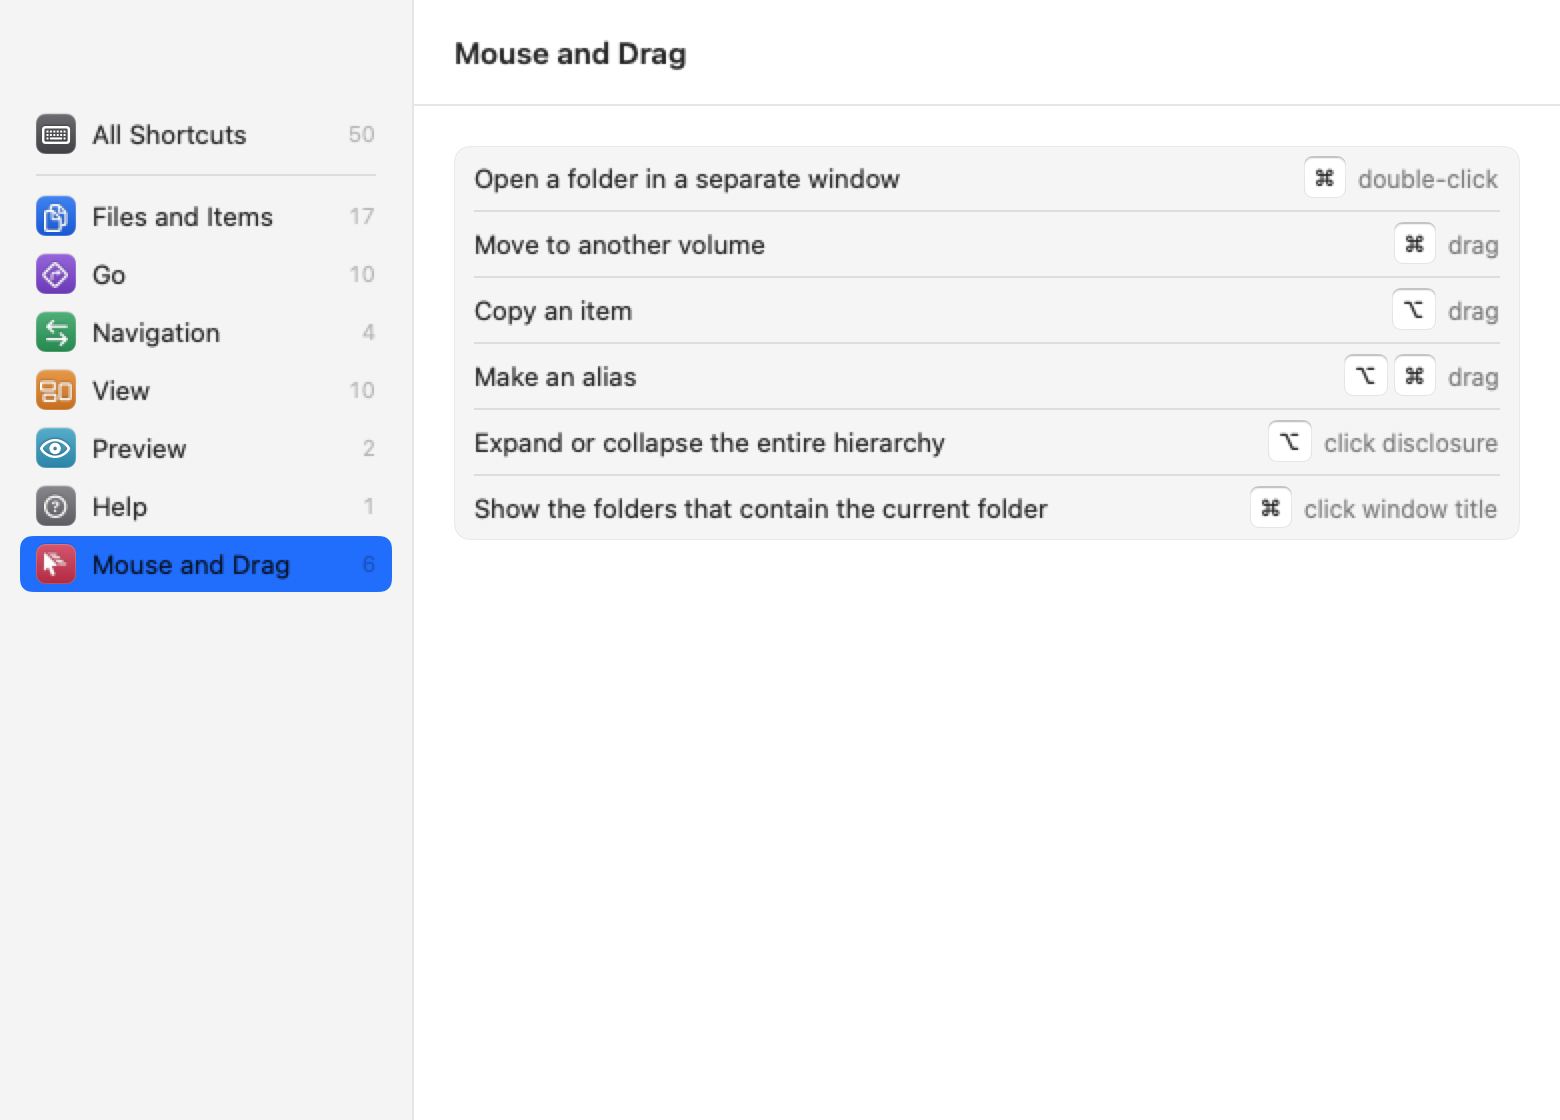 Mouse and Drag
All Shortcuts 50
Files and Items 17
Go 10
Navigation 4
View 10
Preview 2
Help 1
Mouse and Drag 6
Open a folder in a separate window ⌘ double-click
Move to another volume ⌘ drag
Copy an item ⌥ drag
Make an alias ⌥ ⌘ drag
Expand or collapse the entire hierarchy ⌥ click disclosure
Show the folders that contain the current folder ⌘ click window title